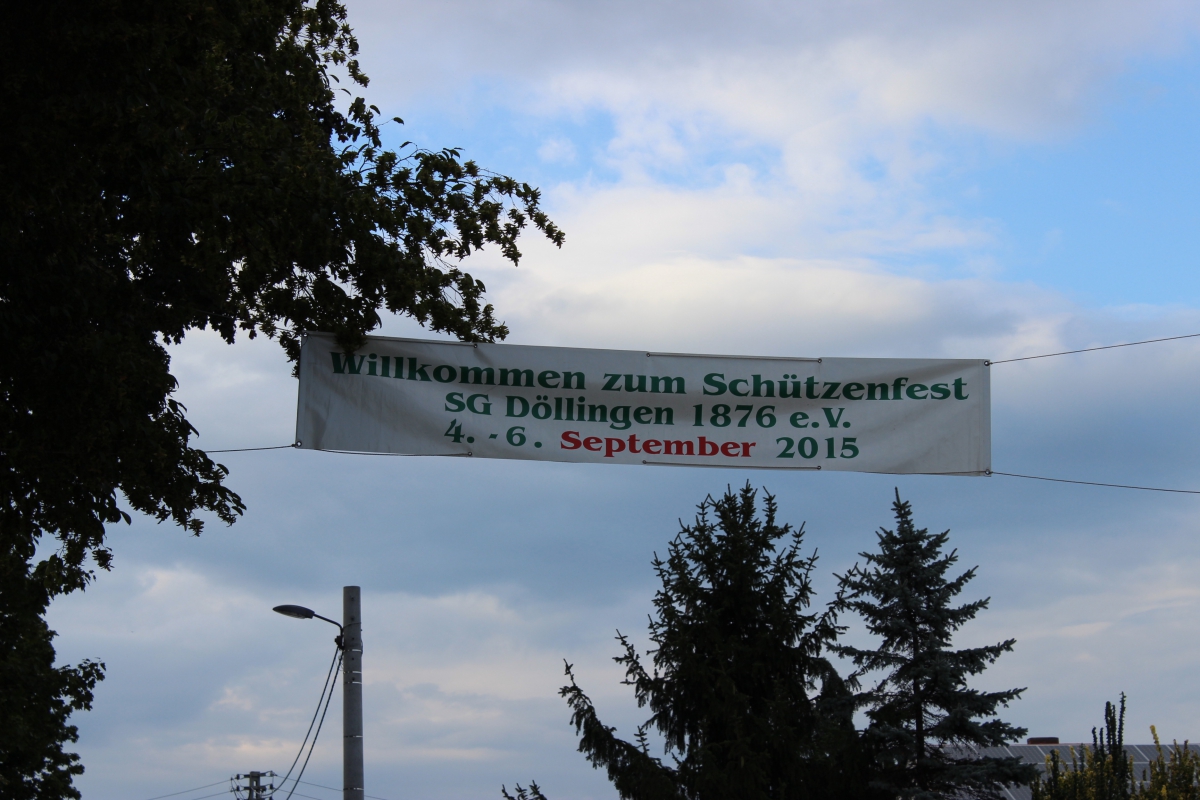 Willkommen zum Schützenfest
SG Döllingen 1876 e.V.
4. - 6. September 2015